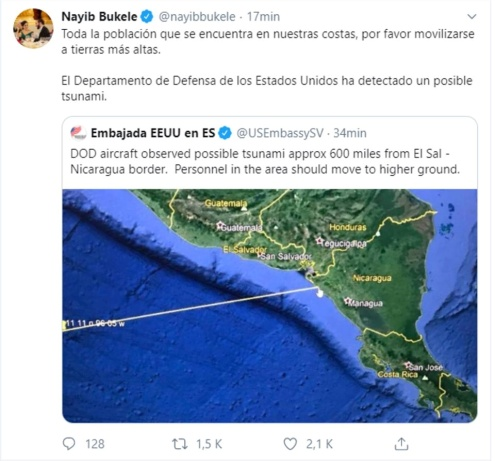 Nayib Bukele @nayibbukele · 17min
Toda la población que se encuentra en nuestras costas, por favor movilizarse
a tierras más altas.
El Departamento de Defensa de los Estados Unidos ha detectado un posible
tsunami.
Embajada EEUU en ES @USEmbassySV · 34min
DOD aircraft observed possible tsunami approx 600 miles from El Sal -
Nicaragua border. Personnel in the area should move to higher ground.
Guatemala
Guatemala
Honduras
Tegucigalpa
El Salvador
San Salvador
Nicaragua
Managua
11 11 n 96 05 w
San José
Costa Rica
128
1,5 K
2,1 K